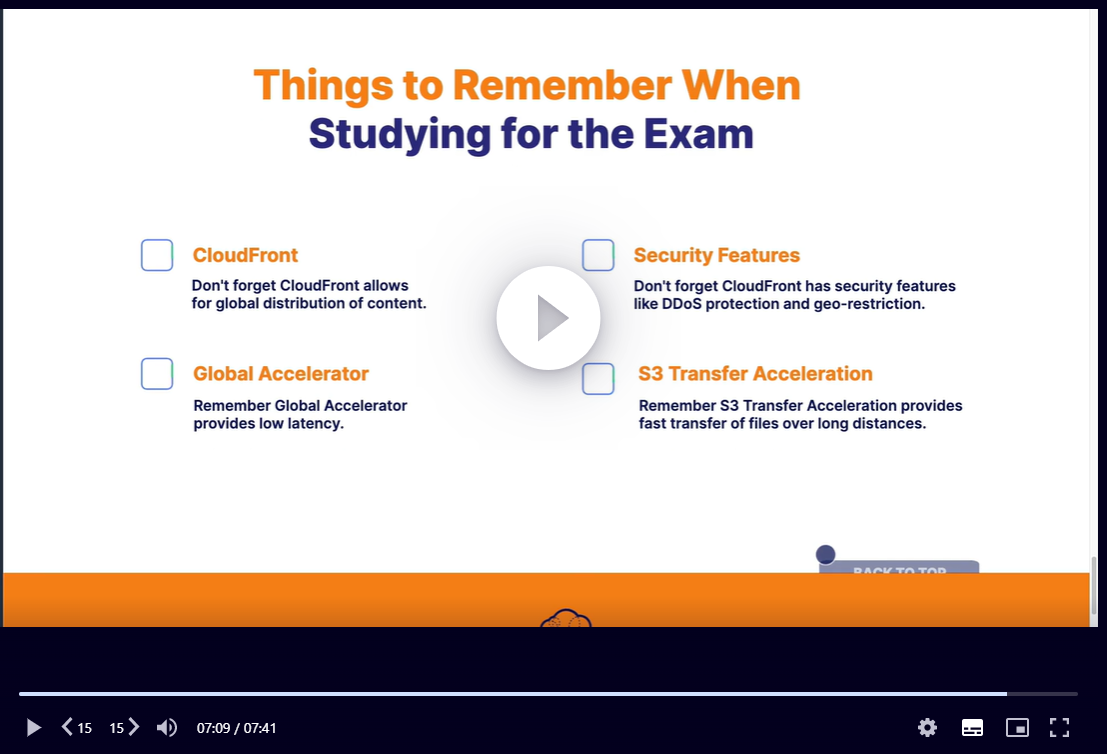 Things to Remember When
Studying for the Exam
CloudFront
Don't forget CloudFront allows
for global distribution of content.
Security Features
Don't forget CloudFront has security features
like DDoS protection and geo-restriction.
Global Accelerator
Remember Global Accelerator
provides low latency.
S3 Transfer Acceleration
Remember S3 Transfer Acceleration provides
fast transfer of files over long distances.
BACK TO TOP
15 15 07:09 / 07:41